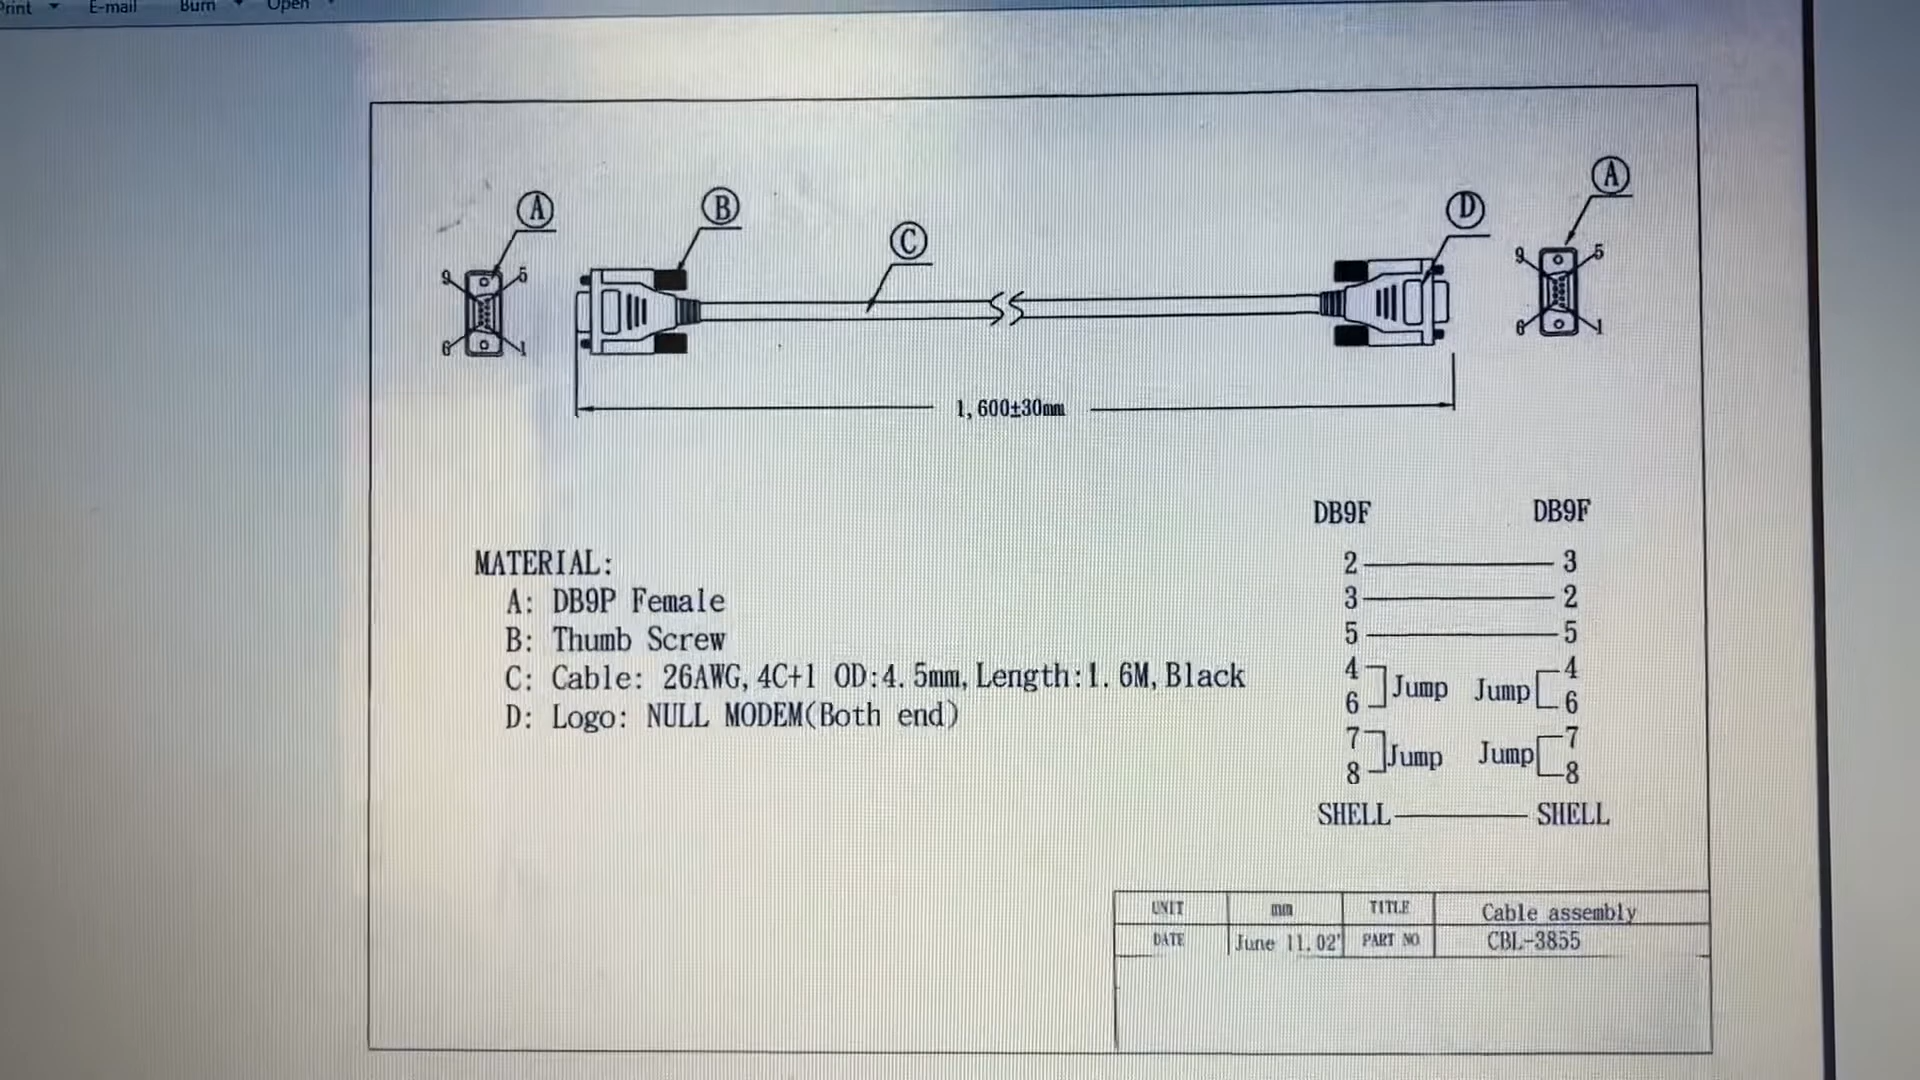 Print E-mail Burn Open
A B C D A
9 5 9 5
6 1 6 1
1,600±30mm
DB9F DB9F
2 3
3 2
5 5
4 Jump Jump 4
6 6
7 Jump Jump 7
8 8
SHELL SHELL
MATERIAL:
A: DB9P Female
B: Thumb Screw
C: Cable: 26AWG,4C+1 OD:4.5mm,Length:1.6M,Black
D: Logo: NULL MODEM(Both end)
UNIT mm TITLE Cable assembly
DATE June 11.02' PART NO CBL-3855